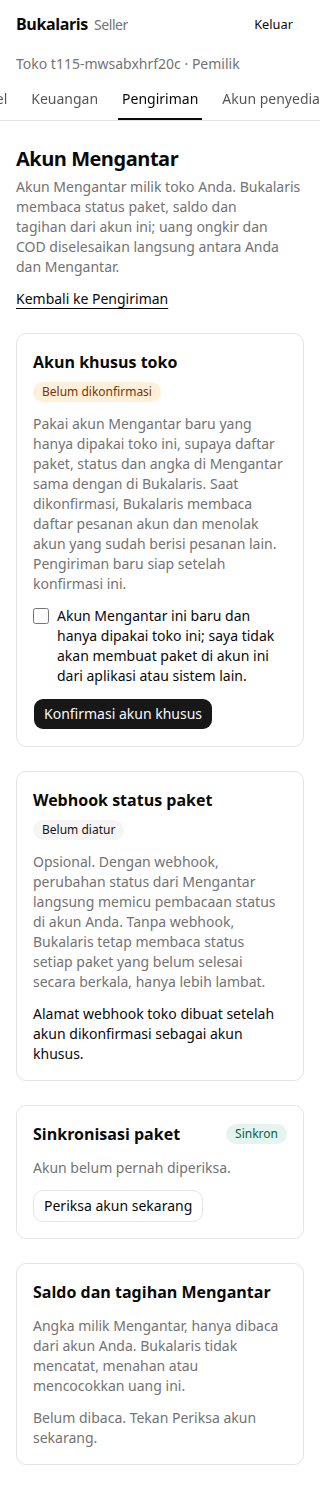 Bukalaris Seller
Keluar
Toko t115-mwsabxhrf20c · Pemilik
el Keuangan Pengiriman Akun penyedia
Akun Mengantar
Akun Mengantar milik toko Anda. Bukalaris
membaca status paket, saldo dan
tagihan dari akun ini; uang ongkir dan
COD diselesaikan langsung antara Anda
dan Mengantar.
Kembali ke Pengiriman
Akun khusus toko
Belum dikonfirmasi
Pakai akun Mengantar baru yang
hanya dipakai toko ini, supaya daftar
paket, status dan angka di Mengantar
sama dengan di Bukalaris. Saat
dikonfirmasi, Bukalaris membaca
daftar pesanan akun dan menolak
akun yang sudah berisi pesanan lain.
Pengiriman baru siap setelah
konfirmasi ini.
Akun Mengantar ini baru dan
hanya dipakai toko ini; saya tidak
akan membuat paket di akun ini
dari aplikasi atau sistem lain.
Konfirmasi akun khusus
Webhook status paket
Belum diatur
Opsional. Dengan webhook,
perubahan status dari Mengantar
langsung memicu pembacaan status
di akun Anda. Tanpa webhook,
Bukalaris tetap membaca status
setiap paket yang belum selesai
secara berkala, hanya lebih lambat.
Alamat webhook toko dibuat setelah
akun dikonfirmasi sebagai akun
khusus.
Sinkronisasi paket
Sinkron
Akun belum pernah diperiksa.
Periksa akun sekarang
Saldo dan tagihan Mengantar
Angka milik Mengantar, hanya dibaca
dari akun Anda. Bukalaris tidak
mencatat, menahan atau
mencocokkan uang ini.
Belum dibaca. Tekan Periksa akun
sekarang.